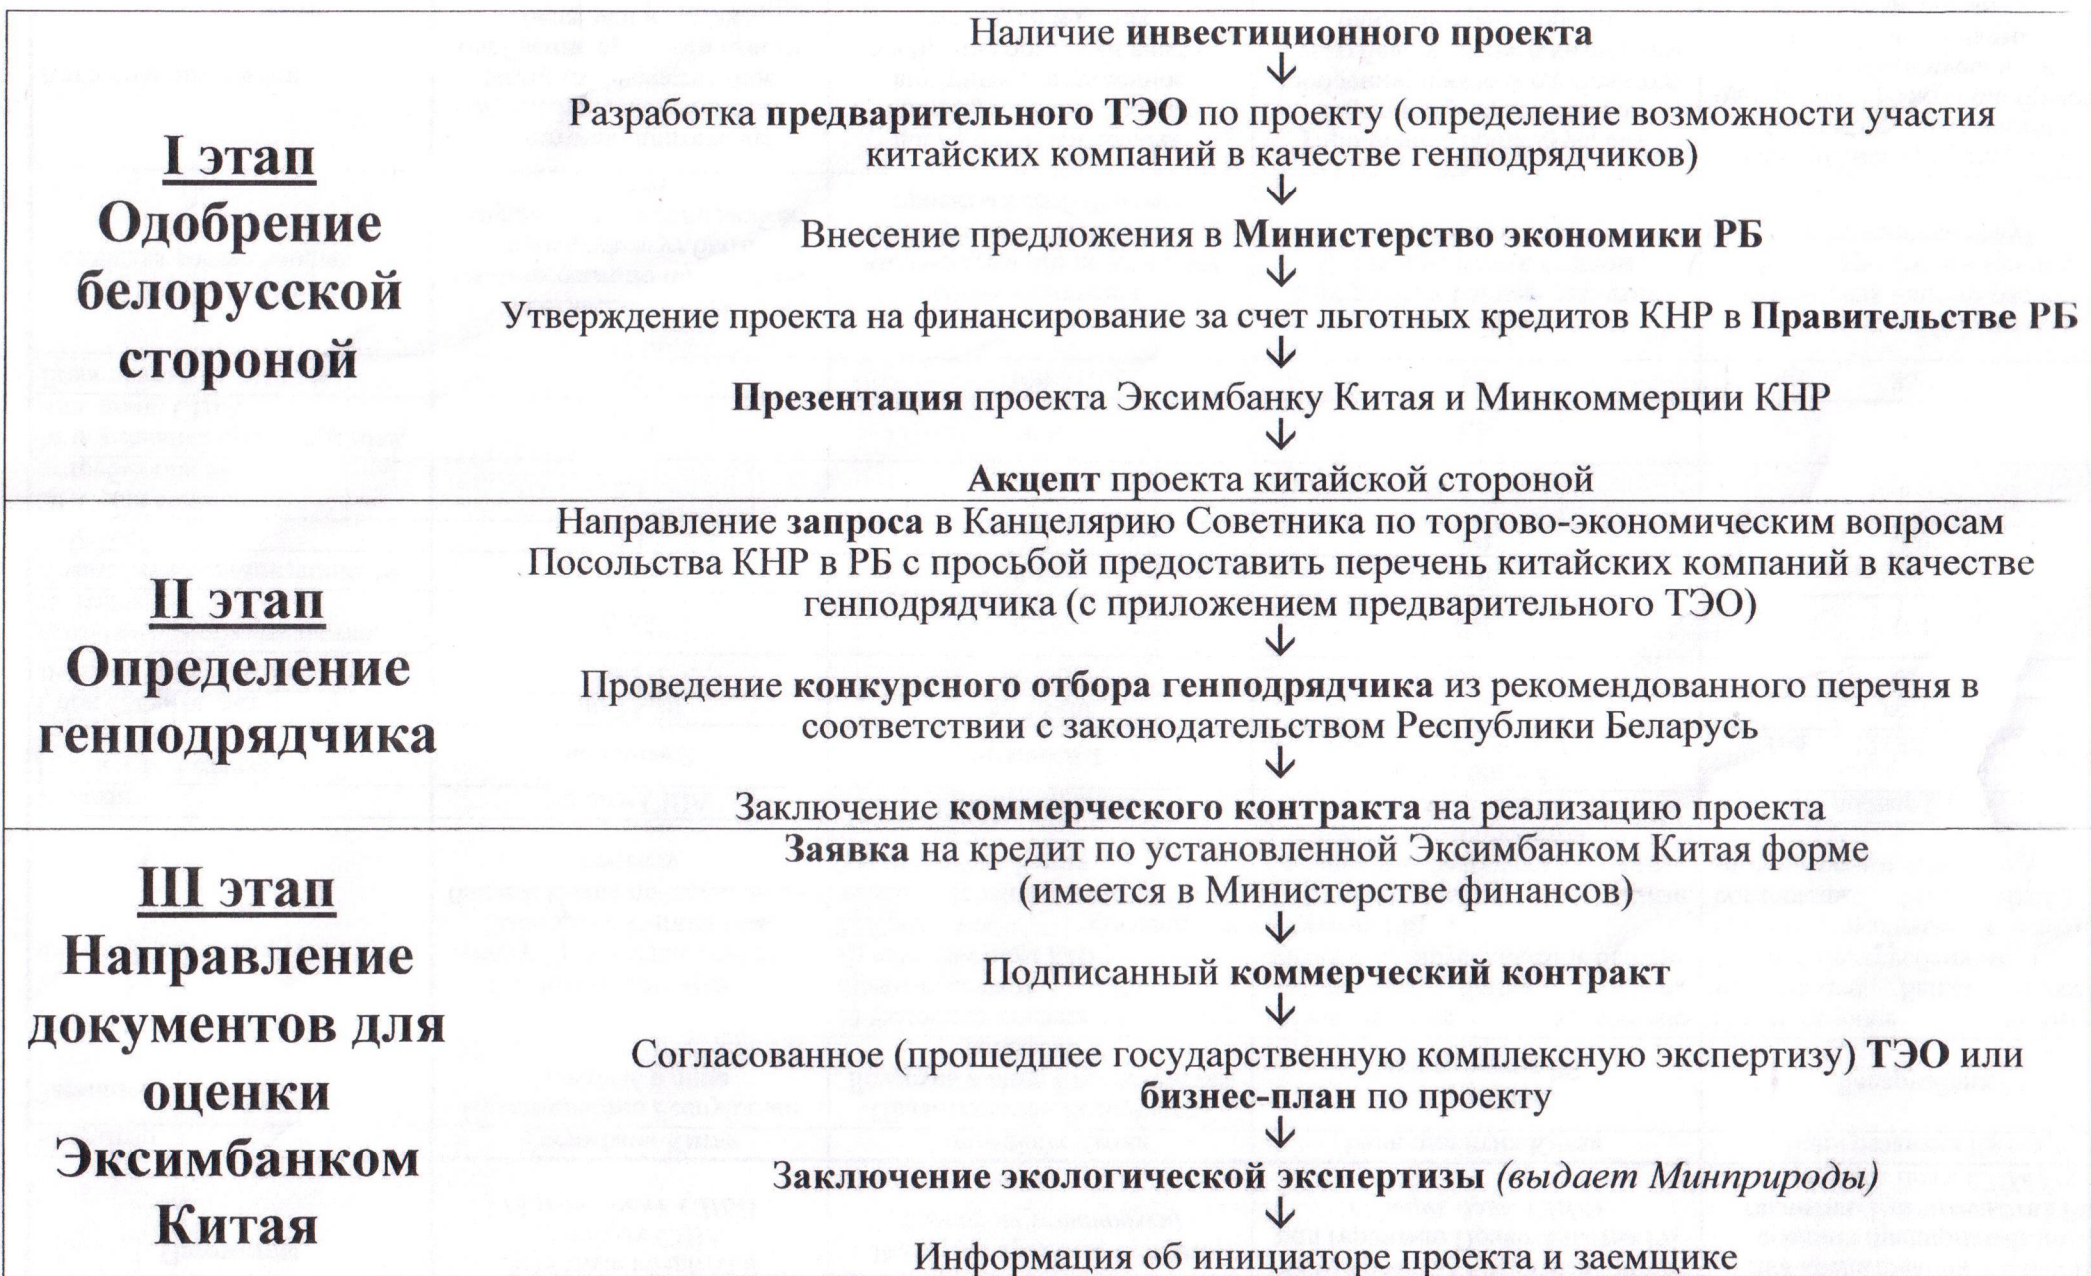 I этап
Одобрение
белорусской
стороной
Наличие инвестиционного проекта
↓
Разработка предварительного ТЭО по проекту (определение возможности участия
китайских компаний в качестве генподрядчиков)
↓
Внесение предложения в Министерство экономики РБ
↓
Утверждение проекта на финансирование за счет льготных кредитов КНР в Правительстве РБ
↓
Презентация проекта Эксимбанку Китая и Минкоммерции КНР
↓
Акцепт проекта китайской стороной
II этап
Определение
генподрядчика
Направление запроса в Канцелярию Советника по торгово-экономическим вопросам
Посольства КНР в РБ с просьбой предоставить перечень китайских компаний в качестве
генподрядчика (с приложением предварительного ТЭО)
↓
Проведение конкурсного отбора генподрядчика из рекомендованного перечня в
соответствии с законодательством Республики Беларусь
↓
Заключение коммерческого контракта на реализацию проекта
III этап
Направление
документов для
оценки
Эксимбанком
Китая
Заявка на кредит по установленной Эксимбанком Китая форме
(имеется в Министерстве финансов)
↓
Подписанный коммерческий контракт
↓
Согласованное (прошедшее государственную комплексную экспертизу) ТЭО или
бизнес-план по проекту
↓
Заключение экологической экспертизы (выдает Минприроды)
↓
Информация об инициаторе проекта и заемщике